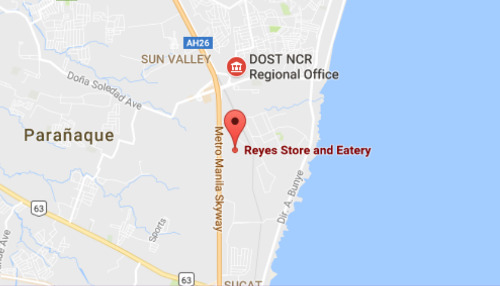 AH26
SUN VALLEY
DOST NCR
Regional Office
Doña Soledad Ave
Parañaque
Reyes Store and Eatery
Metro Manila Skyway
Dir. A. Bunye
63
Sports
63
SUCAT